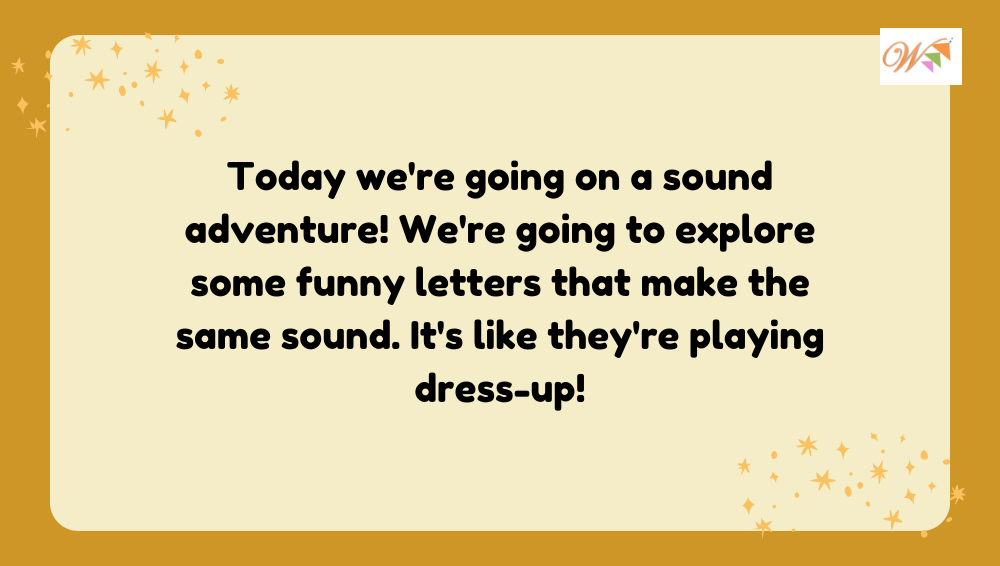 W
Today we're going on a sound
adventure! We're going to explore
some funny letters that make the
same sound. It's like they're playing
dress-up!